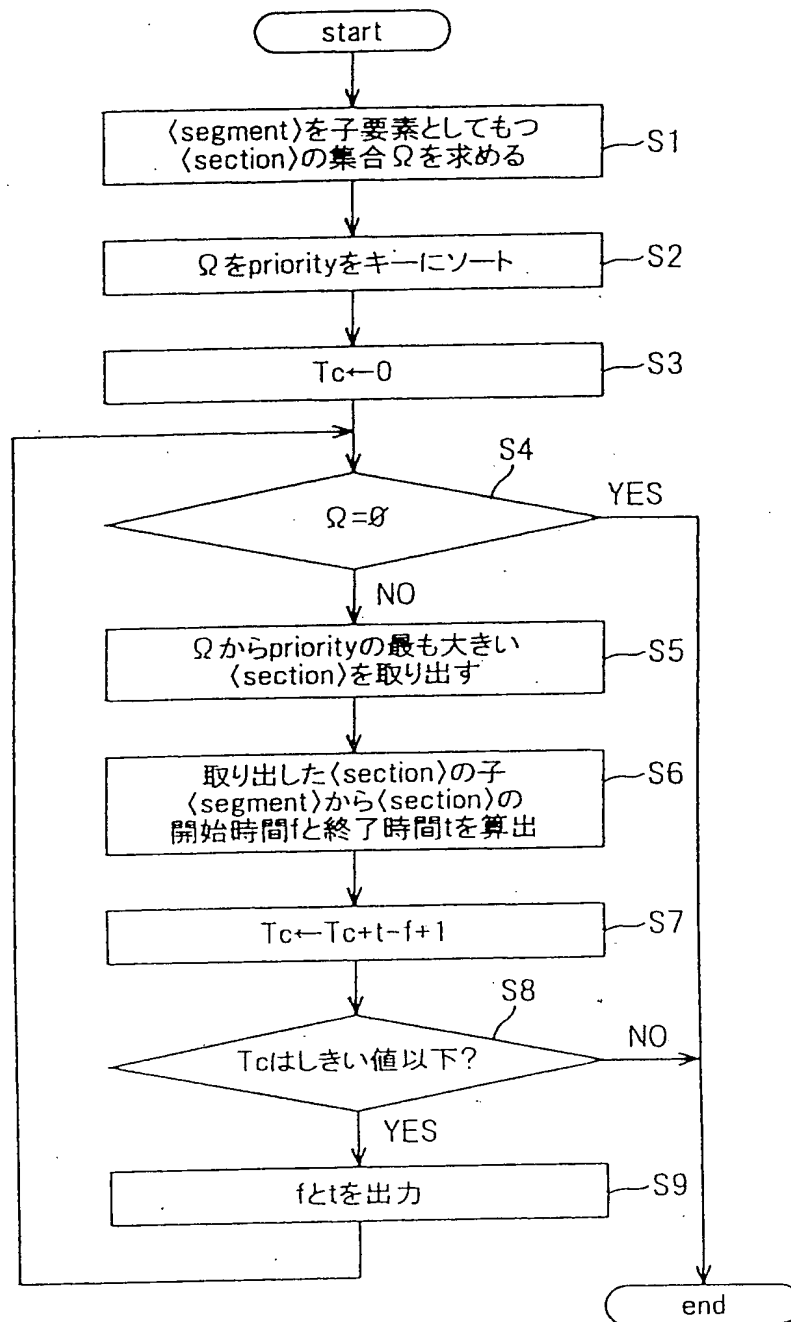 start
〈segment〉を子要素としてもつ
〈section〉の集合Ωを求める
S1
Ωをpriorityをキーにソート
S2
Tc←0
S3
S4
Ω=∅
YES
NO
Ωからpriorityの最も大きい
〈section〉を取り出す
S5
取り出した〈section〉の子
〈segment〉から〈section〉の
開始時間fと終了時間tを算出
S6
Tc←Tc+t-f+1
S7
S8
Tcはしきい値以下?
NO
YES
fとtを出力
S9
end